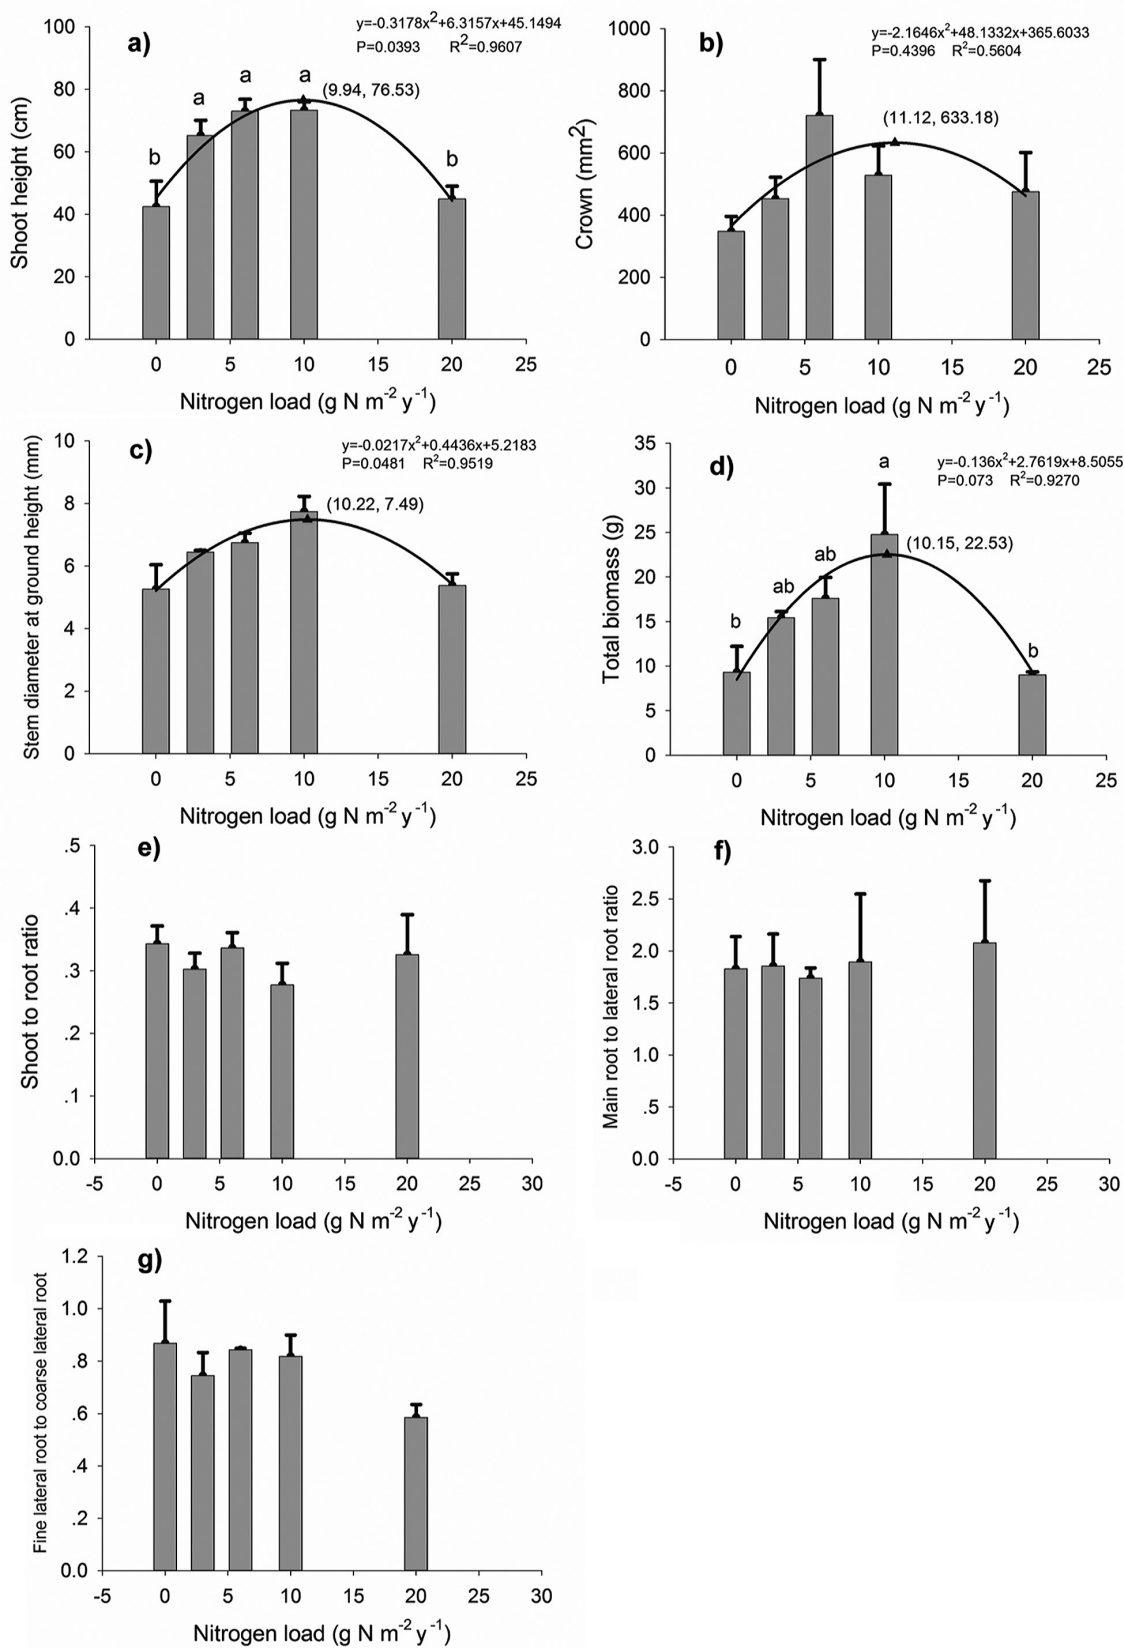 a)
y=-0.3178x²+6.3157x+45.1494
P=0.0393 R²=0.9607
(9.94, 76.53)
b a a a b
Shoot height (cm)
100
80
60
40
20
0
0 5 10 15 20 25
Nitrogen load (g N m⁻² y⁻¹)
b)
y=-2.1646x²+48.1332x+365.6033
P=0.4396 R²=0.5604
(11.12, 633.18)
Crown (mm²)
1000
800
600
400
200
0
0 5 10 15 20 25
Nitrogen load (g N m⁻² y⁻¹)
c)
y=-0.0217x²+0.4436x+5.2183
P=0.0481 R²=0.9519
(10.22, 7.49)
Stem diameter at ground height (mm)
10
8
6
4
2
0
0 5 10 15 20 25
Nitrogen load (g N m⁻² y⁻¹)
d)
y=-0.136x²+2.7619x+8.5055
P=0.073 R²=0.9270
(10.15, 22.53)
b ab ab a b
Total biomass (g)
35
30
25
20
15
10
5
0
0 5 10 15 20 25
Nitrogen load (g N m⁻² y⁻¹)
e)
Shoot to root ratio
.5
.4
.3
.2
.1
0.0
-5 0 5 10 15 20 25 30
Nitrogen load (g N m⁻² y⁻¹)
f)
Main root to lateral root ratio
3.0
2.5
2.0
1.5
1.0
.5
0.0
-5 0 5 10 15 20 25 30
Nitrogen load (g N m⁻² y⁻¹)
g)
Fine lateral root to coarse lateral root
1.2
1.0
.8
.6
.4
.2
0.0
-5 0 5 10 15 20 25 30
Nitrogen load (g N m⁻² y⁻¹)